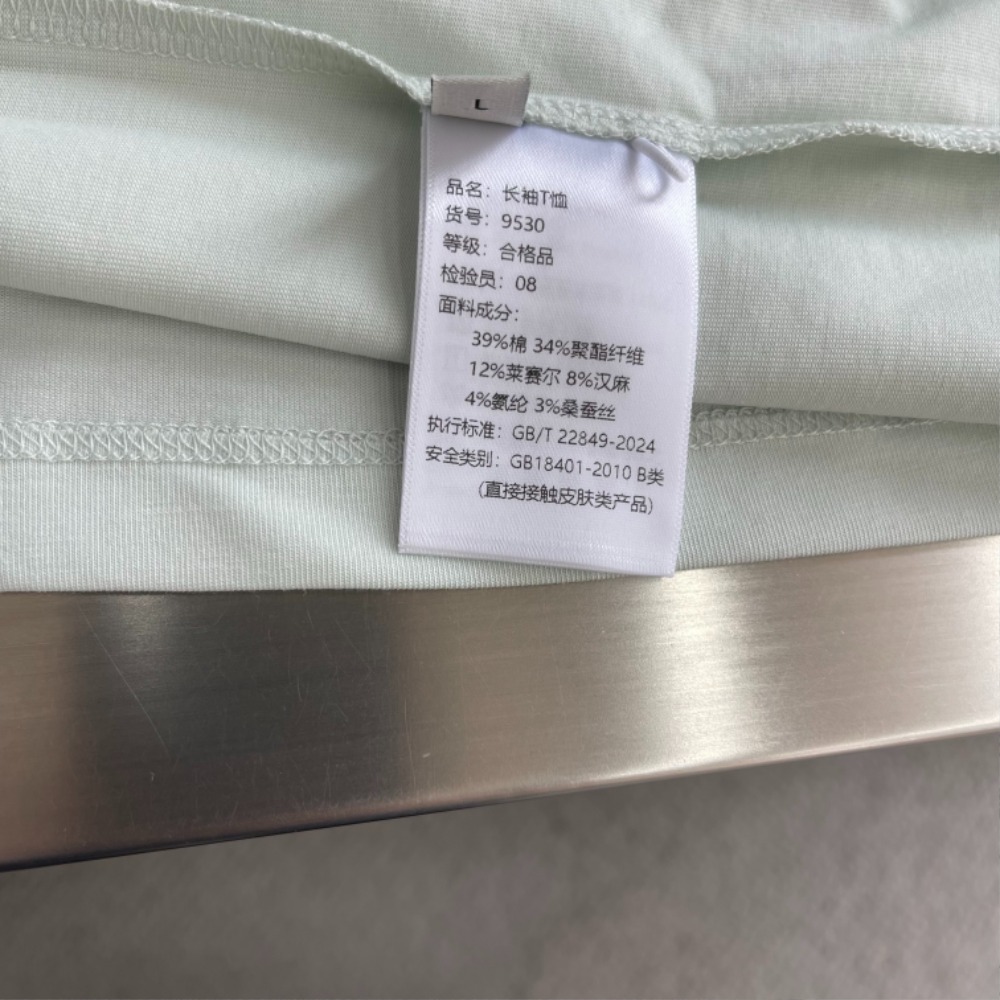 L
品名：长袖T恤
货号：9530
等级：合格品
检验员：08
面料成分：
39%棉 34%聚酯纤维
12%莱赛尔 8%汉麻
4%氨纶 3%桑蚕丝
执行标准：GB/T 22849-2024
安全类别：GB18401-2010 B类
(直接接触皮肤类产品)